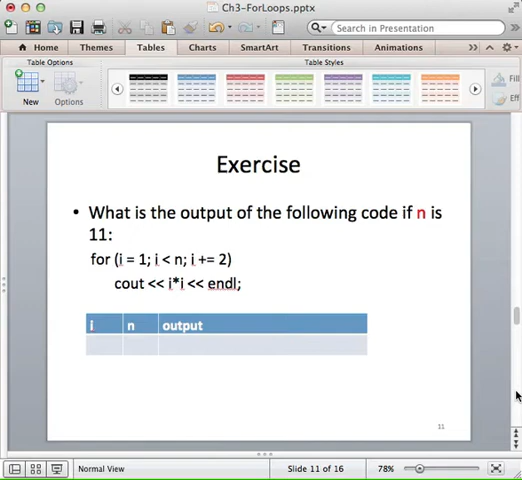 Ch3-ForLoops.pptx
Search in Presentation
Home Themes Tables Charts SmartArt Transitions Animations
Table Options Table Styles
New Options Fill
Eff
Exercise
• What is the output of the following code if n is
11:
for (i = 1; i < n; i += 2)
cout << i*i << endl;
i n output
11
Normal View Slide 11 of 16 78%